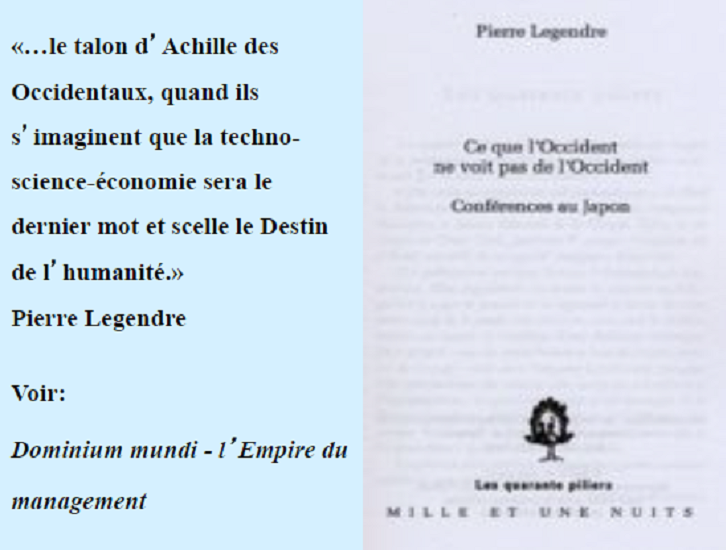 «…le talon d’ Achille des
Occidentaux, quand ils
s’ imaginent que la techno-
science-économie sera le
dernier mot et scelle le Destin
de l’ humanité.»
Pierre Legendre
Voir:
Dominium mundi - l’Empire du
management
Pierre Legendre
Ce que l'Occident
ne voit pas de l'Occident
Conférences au Japon
Les quarante piliers
MILLE ET UNE NUITS